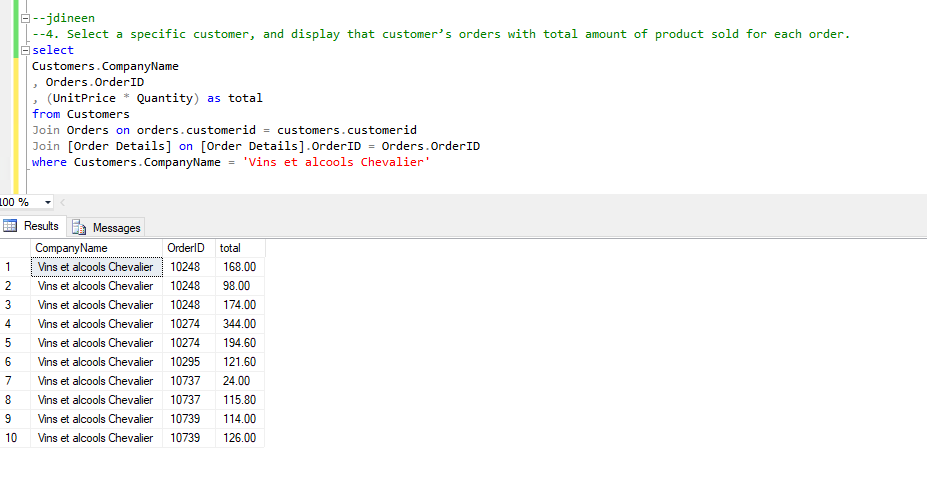 --jdineen
--4. Select a specific customer, and display that customer’s orders with total amount of product sold for each order.
select
Customers.CompanyName
, Orders.OrderID
, (UnitPrice * Quantity) as total
from Customers
Join Orders on orders.customerid = customers.customerid
Join [Order Details] on [Order Details].OrderID = Orders.OrderID
where Customers.CompanyName = 'Vins et alcools Chevalier'
100 %
Results Messages
CompanyName OrderID total
1 Vins et alcools Chevalier 10248 168.00
2 Vins et alcools Chevalier 10248 98.00
3 Vins et alcools Chevalier 10248 174.00
4 Vins et alcools Chevalier 10274 344.00
5 Vins et alcools Chevalier 10274 194.60
6 Vins et alcools Chevalier 10295 121.60
7 Vins et alcools Chevalier 10737 24.00
8 Vins et alcools Chevalier 10737 115.80
9 Vins et alcools Chevalier 10739 114.00
10 Vins et alcools Chevalier 10739 126.00